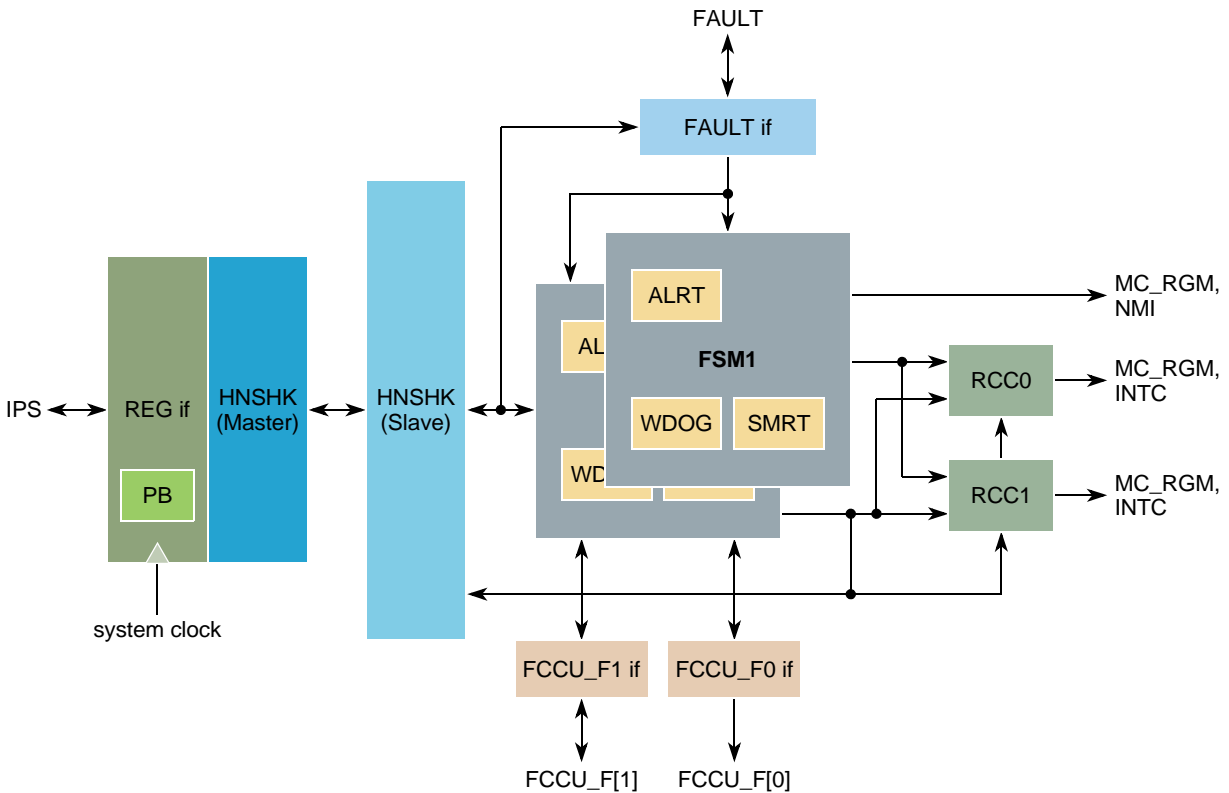 FAULT
FAULT if
ALRT
MC_RGM,
NMI
AL
FSM1
RCC0
MC_RGM,
INTC
IPS
REG if
HNSHK
(Master)
HNSHK
(Slave)
WDOG
SMRT
WD
PB
RCC1
MC_RGM,
INTC
system clock
FCCU_F1 if
FCCU_F0 if
FCCU_F[1]
FCCU_F[0]